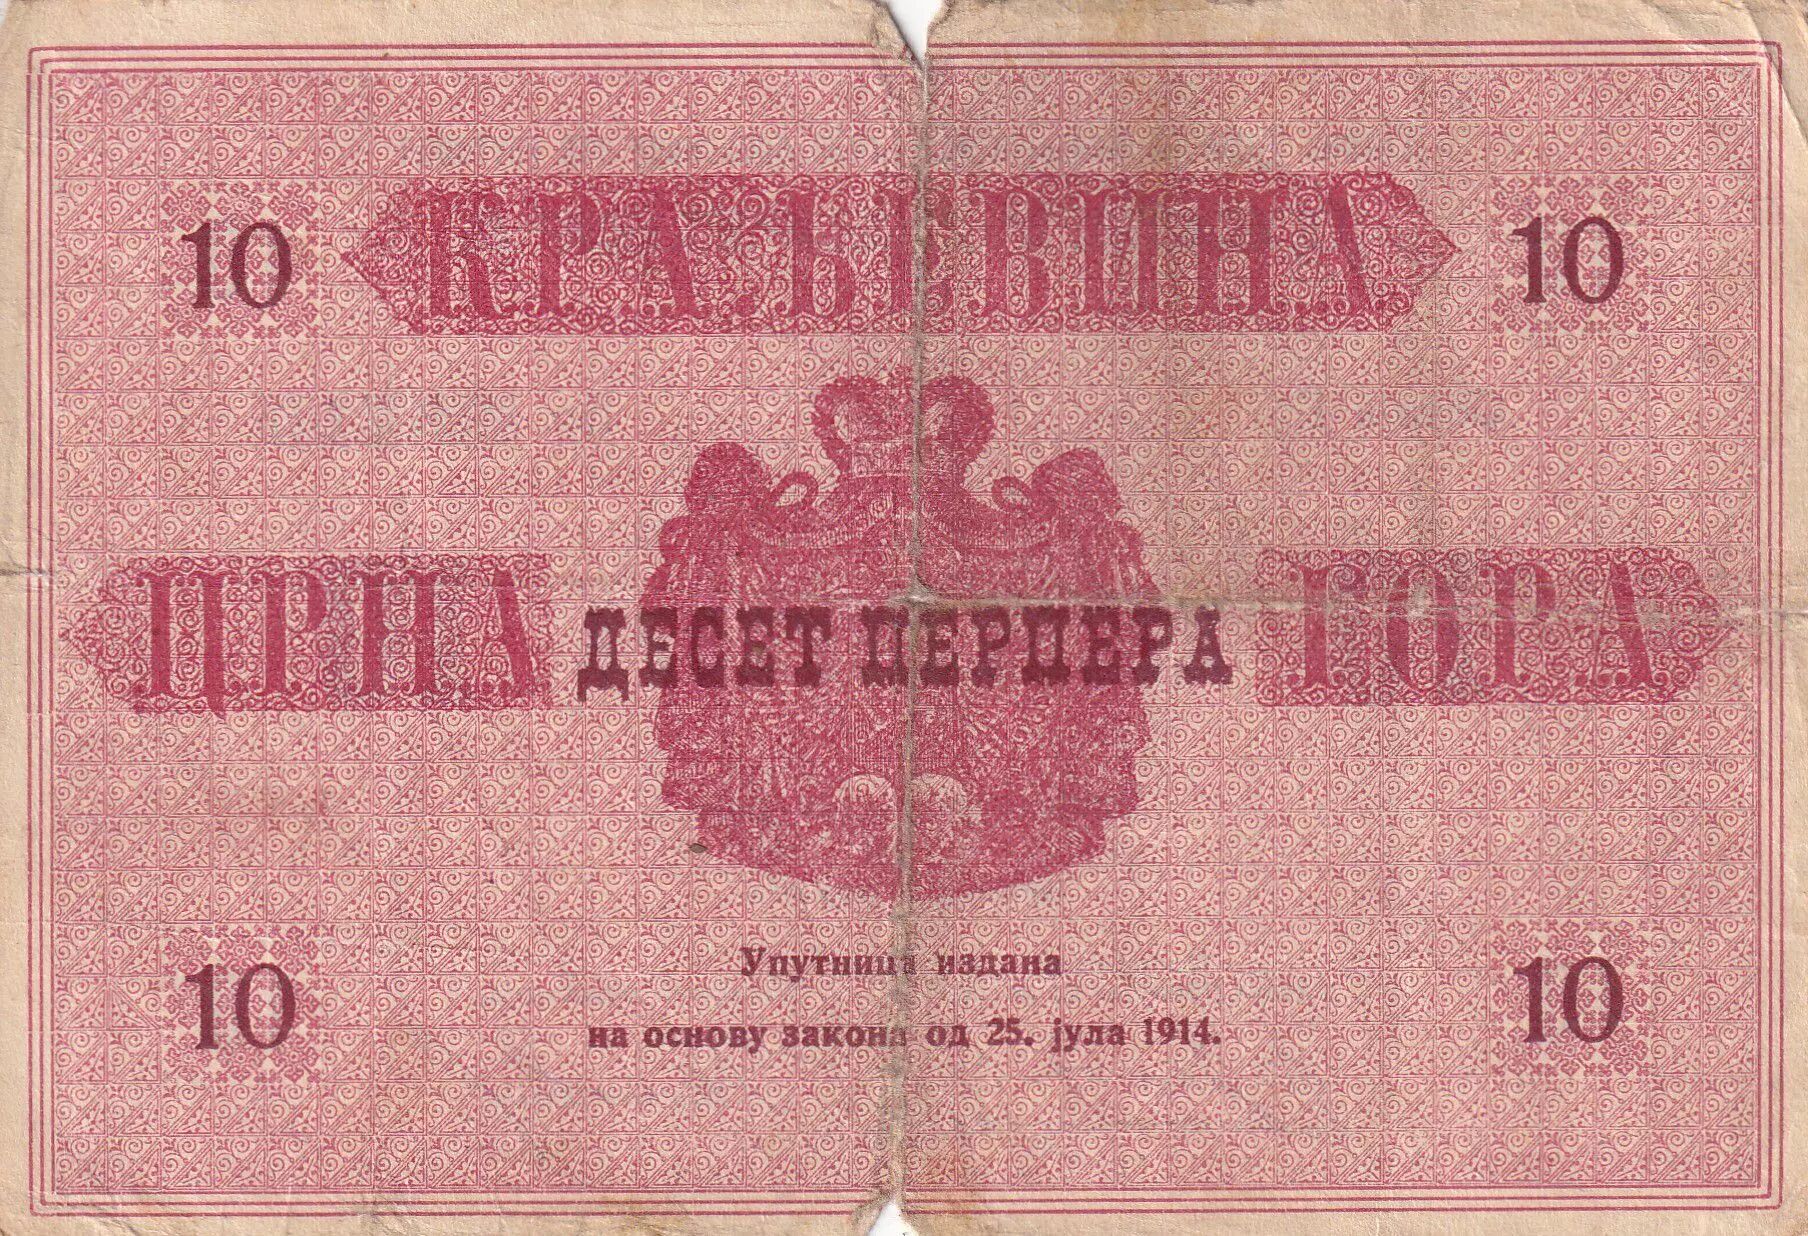 КРАЉЕВИНА
10 10
ЦРНА ГОРА
ДЕСЕТ ПЕРПЕРА
Упутница издана
на основу закона од 25. јула 1914.
10 10